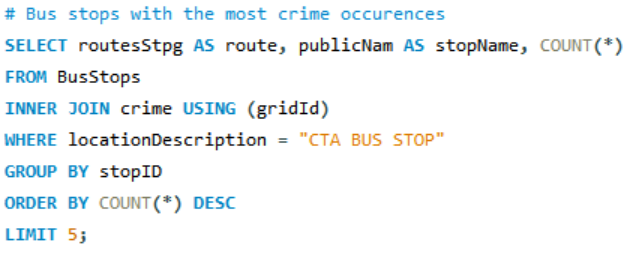 # Bus stops with the most crime occurences
SELECT routesStpg AS route, publicNam AS stopName, COUNT(*)
FROM BusStops
INNER JOIN crime USING (gridId)
WHERE locationDescription = "CTA BUS STOP"
GROUP BY stopID
ORDER BY COUNT(*) DESC
LIMIT 5;